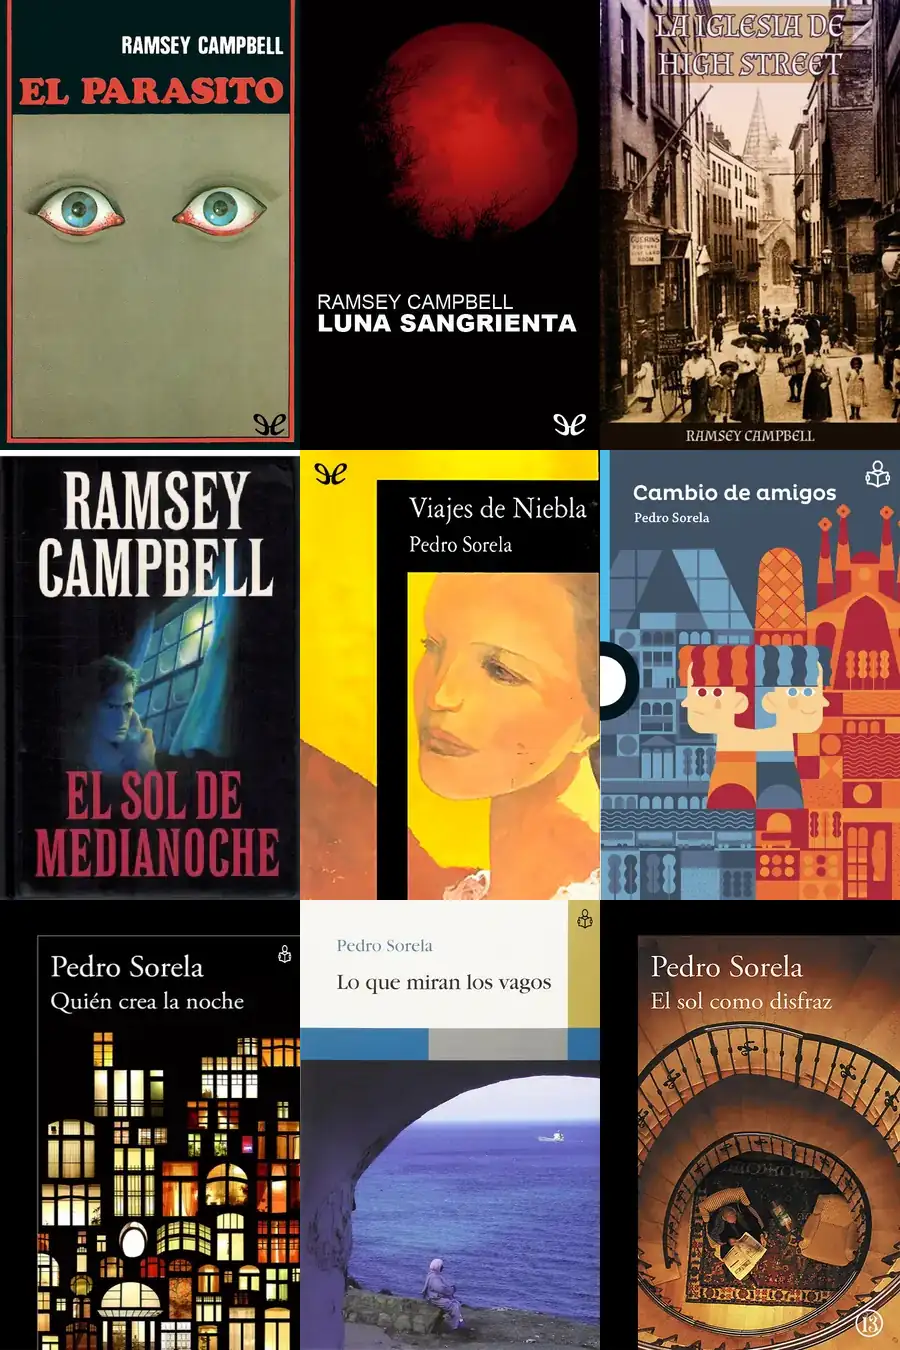 RAMSEY CAMPBELL
EL PARASITO
RAMSEY CAMPBELL
LUNA SANGRIENTA
LA IGLESIA DE
HIGH STREET
RAMSEY CAMPBELL
RAMSEY
CAMPBELL
EL SOL DE
MEDIANOCHE
Viajes de Niebla
Pedro Sorela
Cambio de amigos
Pedro Sorela
Pedro Sorela
Quién crea la noche
Pedro Sorela
Lo que miran los vagos
Pedro Sorela
El sol como disfraz
13